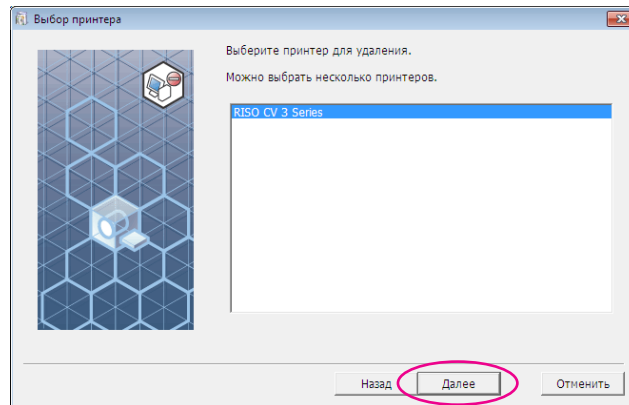 Выбор принтера
Выберите принтер для удаления.
Можно выбрать несколько принтеров.
RISO CV 3 Series
Назад
Далее
Отменить